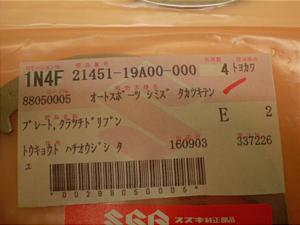 1N4F 21451-19A00-000 4 トヨカワ
88050005 オートスポーツ シミズ タカツキテン
プレート,クラツチドリブン E 2
トウキョウト ハチオウジシ タ 160903 337226
ユ
*288050005*
スズキ純正部品